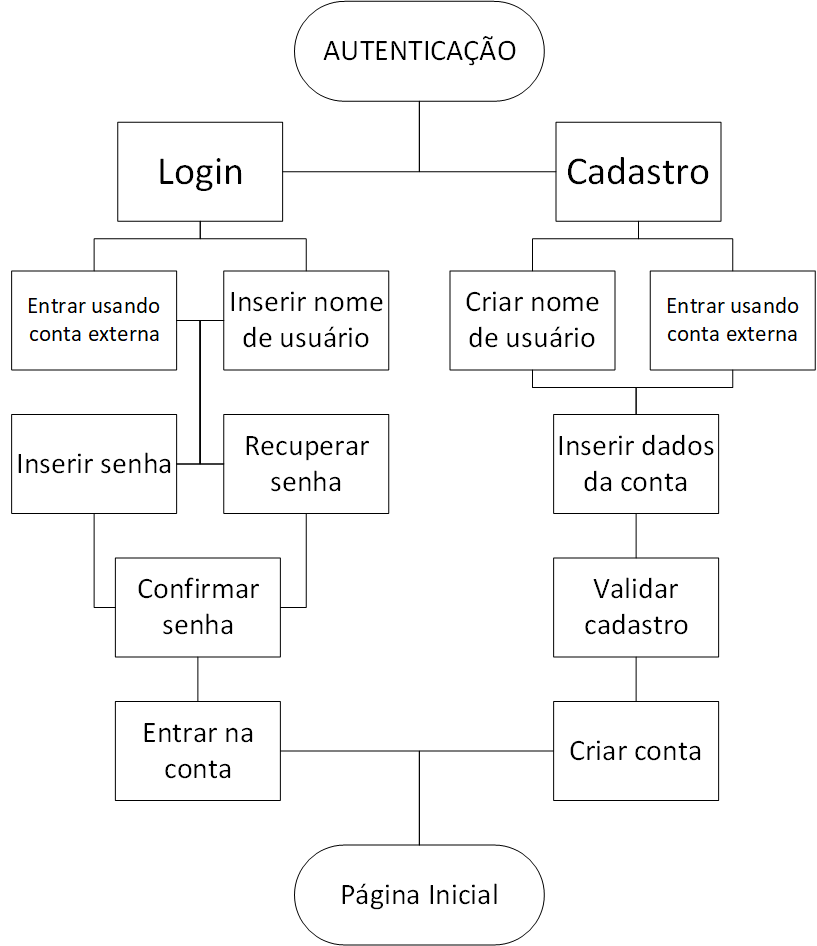 AUTENTICAÇÃO
Login
Cadastro
Entrar usando
conta externa
Inserir nome
de usuário
Criar nome
de usuário
Entrar usando
conta externa
Inserir senha
Recuperar
senha
Inserir dados
da conta
Confirmar
senha
Validar
cadastro
Entrar na
conta
Criar conta
Página Inicial